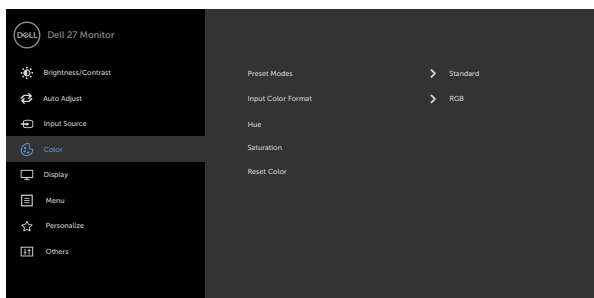 DELL Dell 27 Monitor
Brightness/Contrast
Auto Adjust
Input Source
Color
Display
Menu
Personalize
Others
Preset Modes Standard
Input Color Format RGB
Hue
Saturation
Reset Color